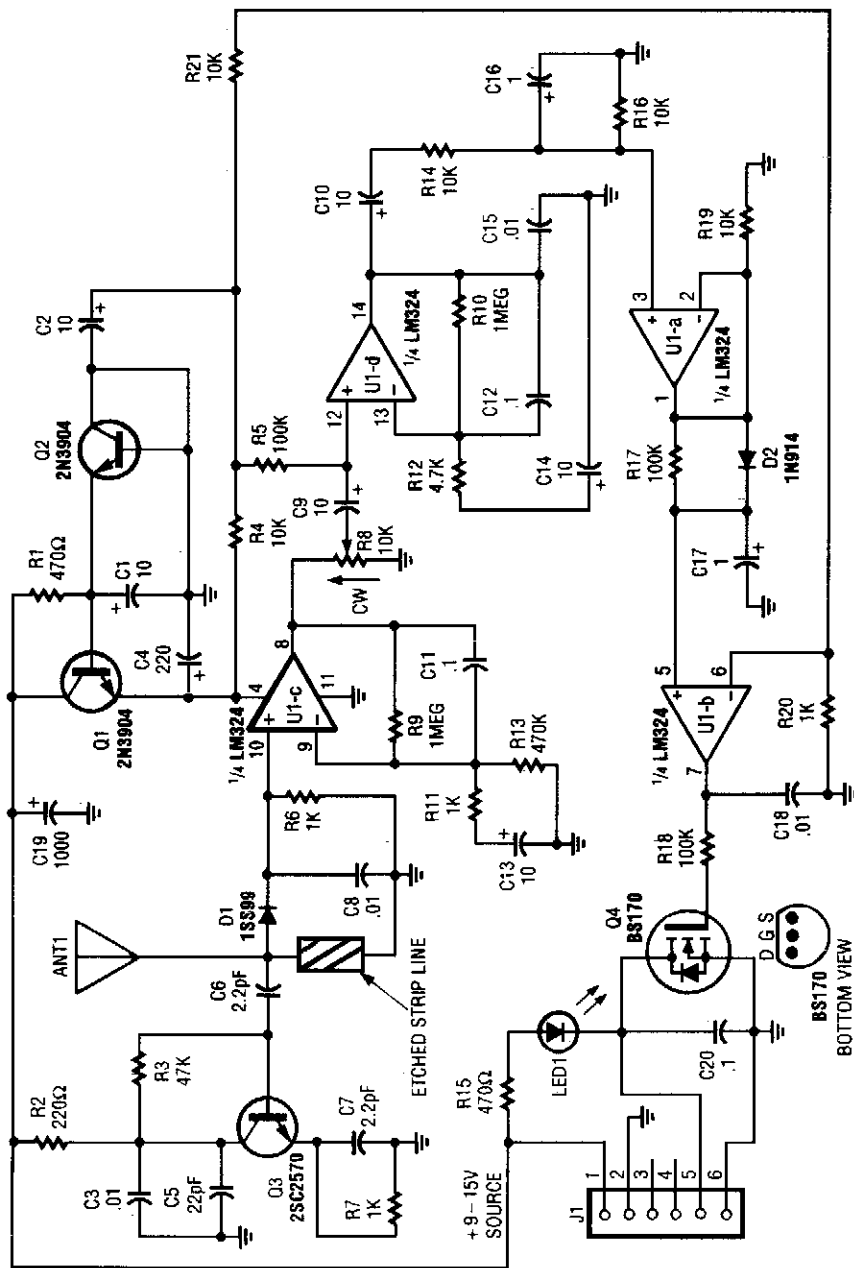 R21
10K
C2
10
Q2
2N3904
R1
470Ω
C1
10
+
C4
220
+
Q1
2N3904
C19
1000
+
ANT1
R2
220Ω
R3
47K
C3
.01
C5
22pF
Q3
2SC2570
C7
2.2pF
R7
1K
C6
2.2pF
D1
1SS99
ETCHED STRIP LINE
C8
.01
R6
1K
1/4 LM324
4
10
+
U1-c
9
-
11
8
R4
10K
R5
100K
C9
10
+
R8
10K
CW
R9
1MEG
C11
.1
R11
1K
R13
470K
C13
10
+
12
+
U1-d
13
-
14
1/4 LM324
R10
1MEG
C12
.1
R12
4.7K
C14
10
+
C15
.01
C10
10
+
R14
10K
C16
1
+
R16
10K
3
+
2
-
U1-a
1
1/4 LM324
R19
10K
R17
100K
D2
1N914
C17
1
+
5
+
6
-
U1-b
7
1/4 LM324
R20
1K
C18
.01
R18
100K
Q4
BS170
D G S
BS170
BOTTOM VIEW
LED1
R15
470Ω
C20
.1
+9-15V
SOURCE
J1
1
2
3
4
5
6